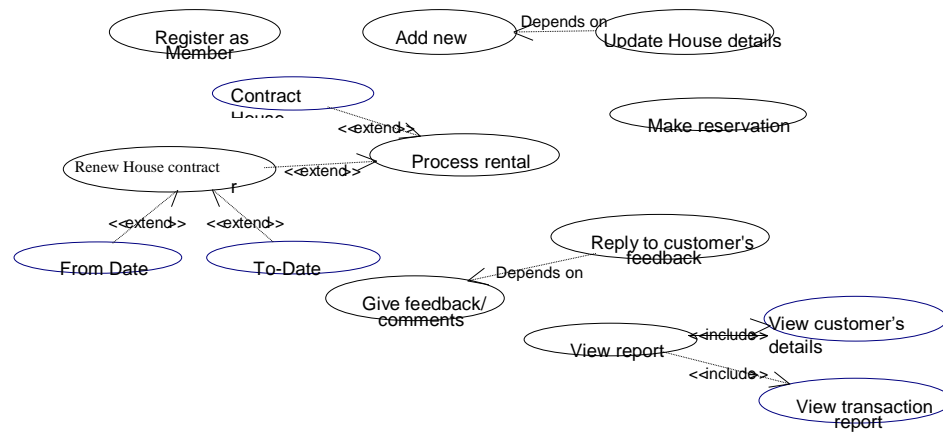 Register as
Member
Add new
Depends on
Update House details
Contract
House
<<extend>>
Make reservation
Process rental
Renew House contract
r
<<extend>>
<<extend>>
<<extend>>
From Date
To-Date
Reply to customer's
feedback
Depends on
Give feedback/
comments
View report
<<include>>
View customer's
details
<<include>>
View transaction
report